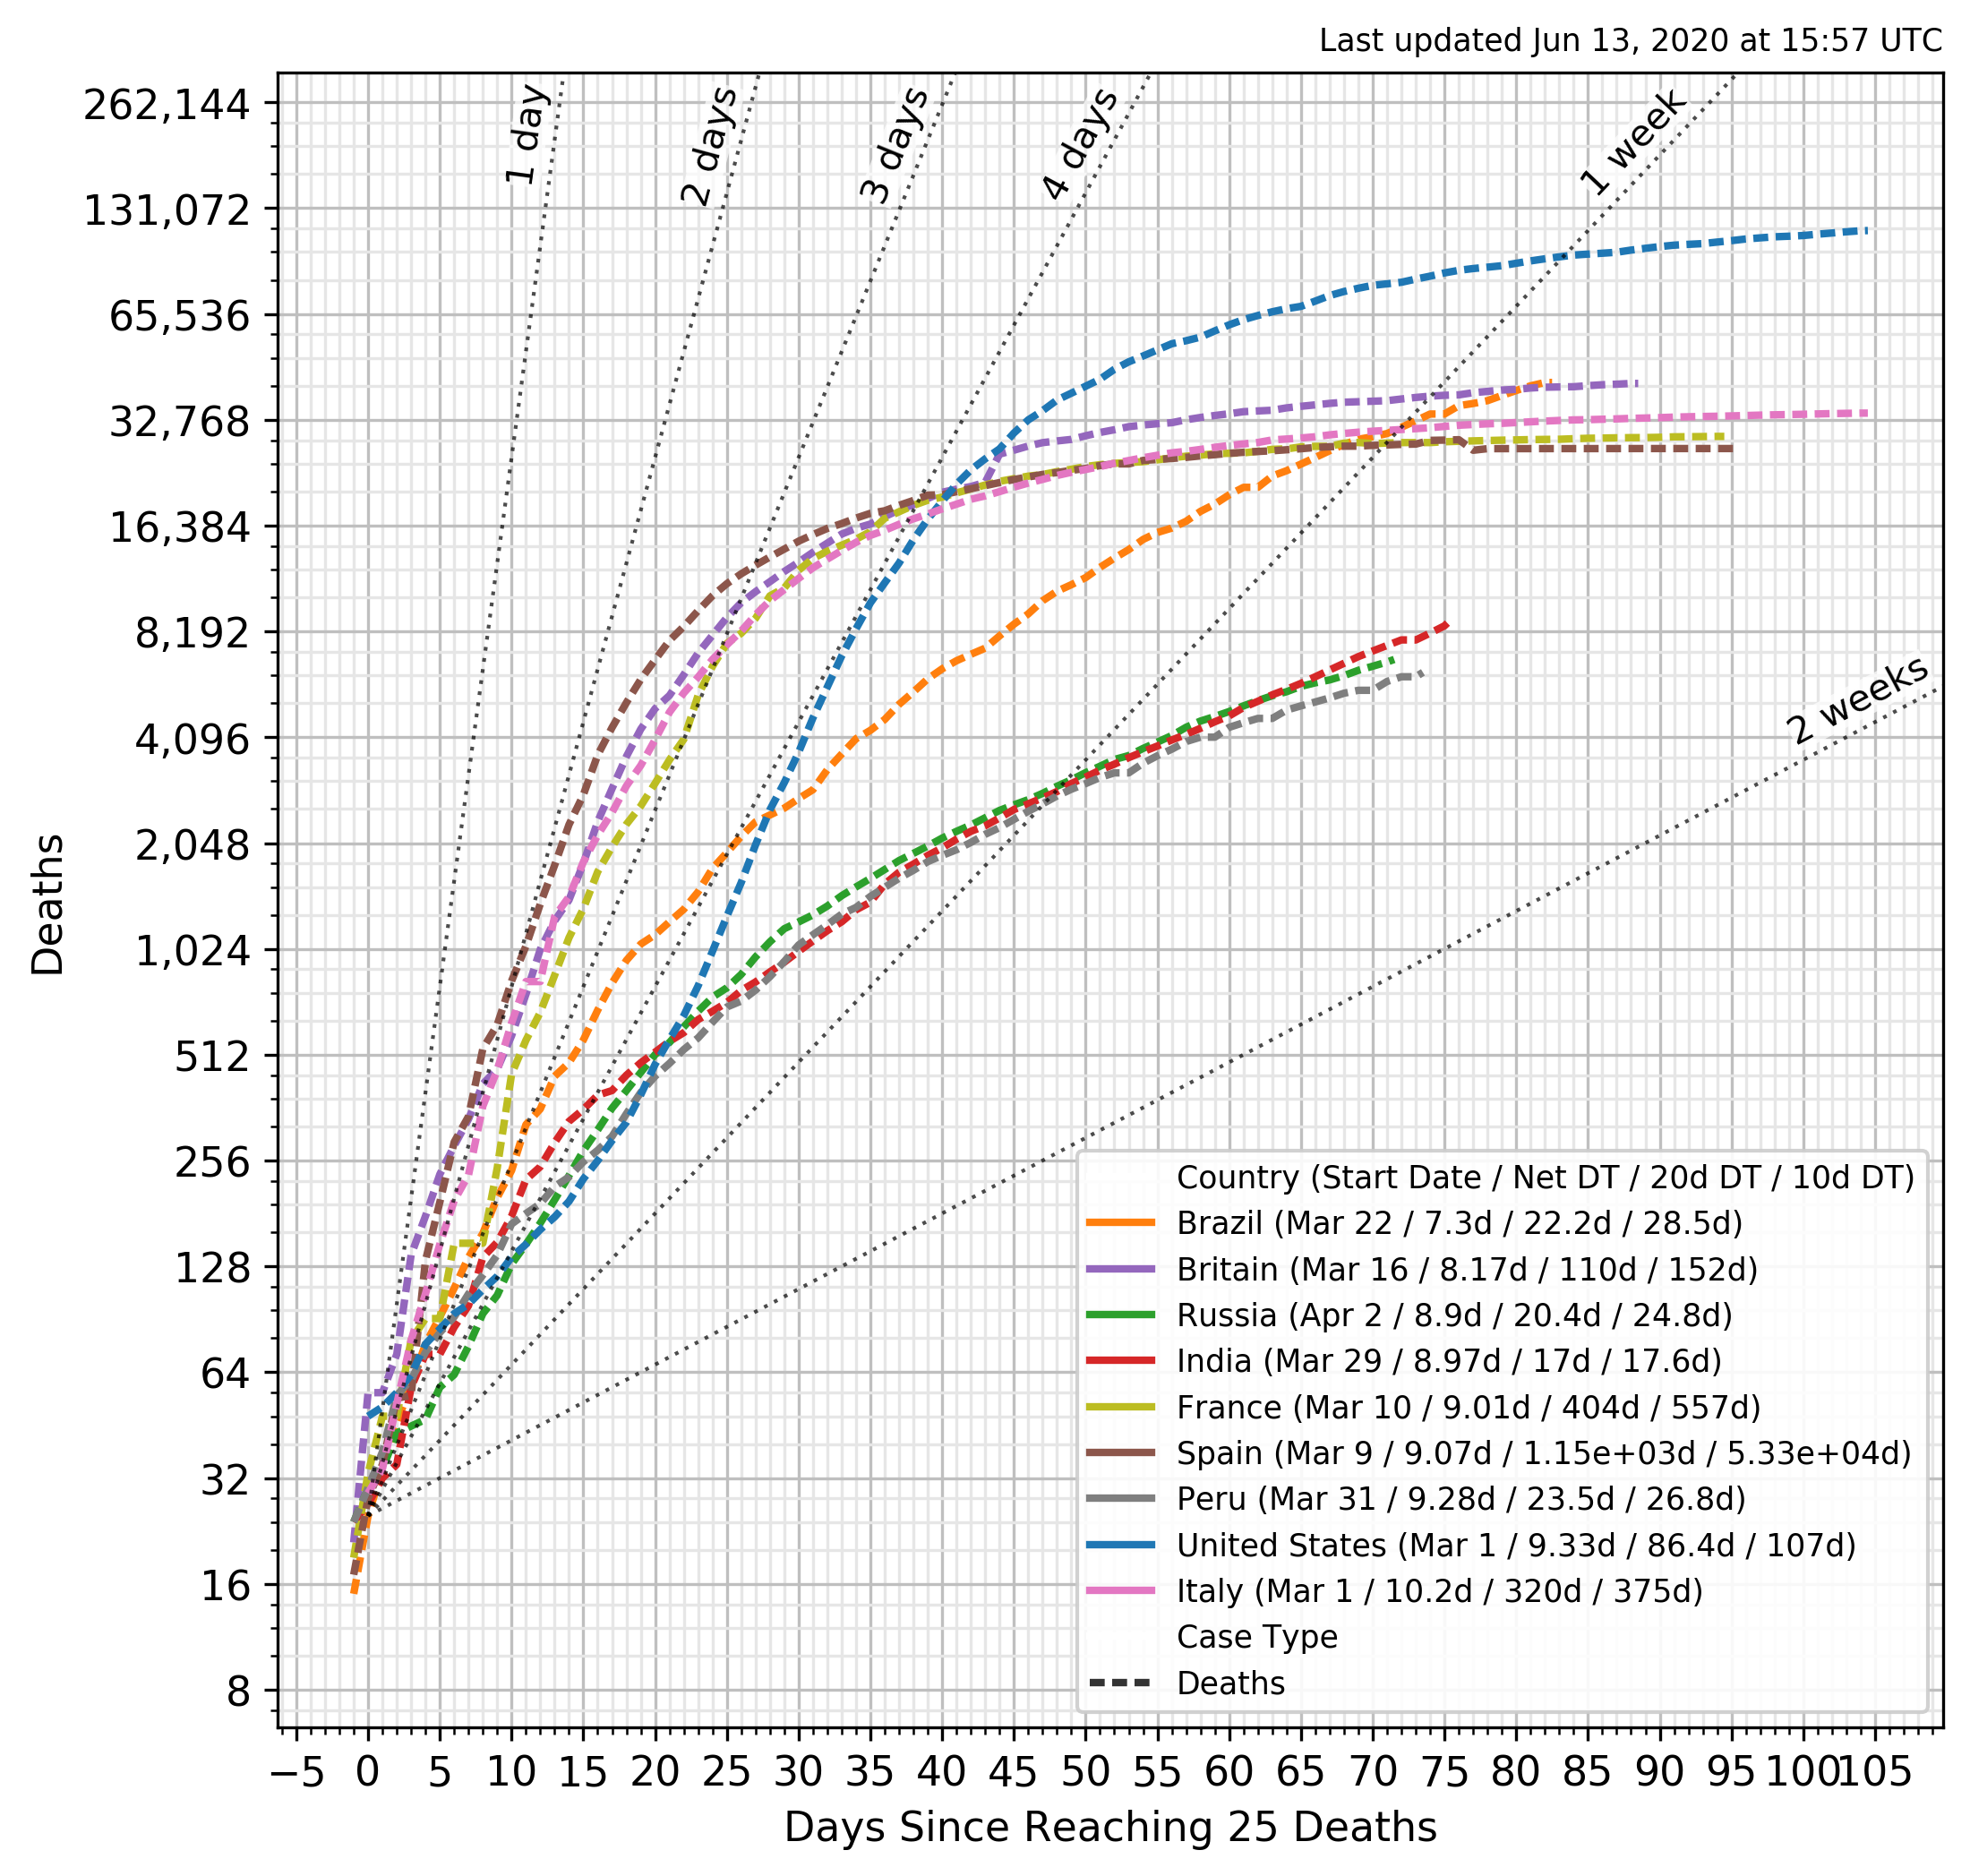 Last updated Jun 13, 2020 at 15:57 UTC
262,144
131,072
65,536
32,768
16,384
8,192
4,096
2,048
1,024
512
256
128
64
32
16
8
Deaths
1 day
2 days
3 days
4 days
1 week
2 weeks
Country (Start Date / Net DT / 20d DT / 10d DT)
Brazil (Mar 22 / 7.3d / 22.2d / 28.5d)
Britain (Mar 16 / 8.17d / 110d / 152d)
Russia (Apr 2 / 8.9d / 20.4d / 24.8d)
India (Mar 29 / 8.97d / 17d / 17.6d)
France (Mar 10 / 9.01d / 404d / 557d)
Spain (Mar 9 / 9.07d / 1.15e+03d / 5.33e+04d)
Peru (Mar 31 / 9.28d / 23.5d / 26.8d)
United States (Mar 1 / 9.33d / 86.4d / 107d)
Italy (Mar 1 / 10.2d / 320d / 375d)
Case Type
Deaths
−5 0 5 10 15 20 25 30 35 40 45 50 55 60 65 70 75 80 85 90 95 100 105
Days Since Reaching 25 Deaths